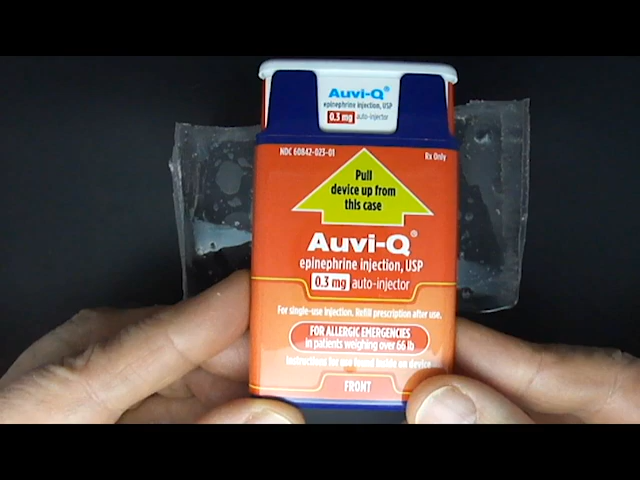 Auvi-Q®
epinephrine injection, USP
0.3 mg auto-injector
NDC 60842-023-01 Rx Only
Pull
device up from
this case
Auvi-Q®
epinephrine injection, USP
0.3 mg auto-injector
For single-use injection. Refill prescription after use.
FOR ALLERGIC EMERGENCIES
in patients weighing over 66 lb
Instructions for use found inside on device
FRONT